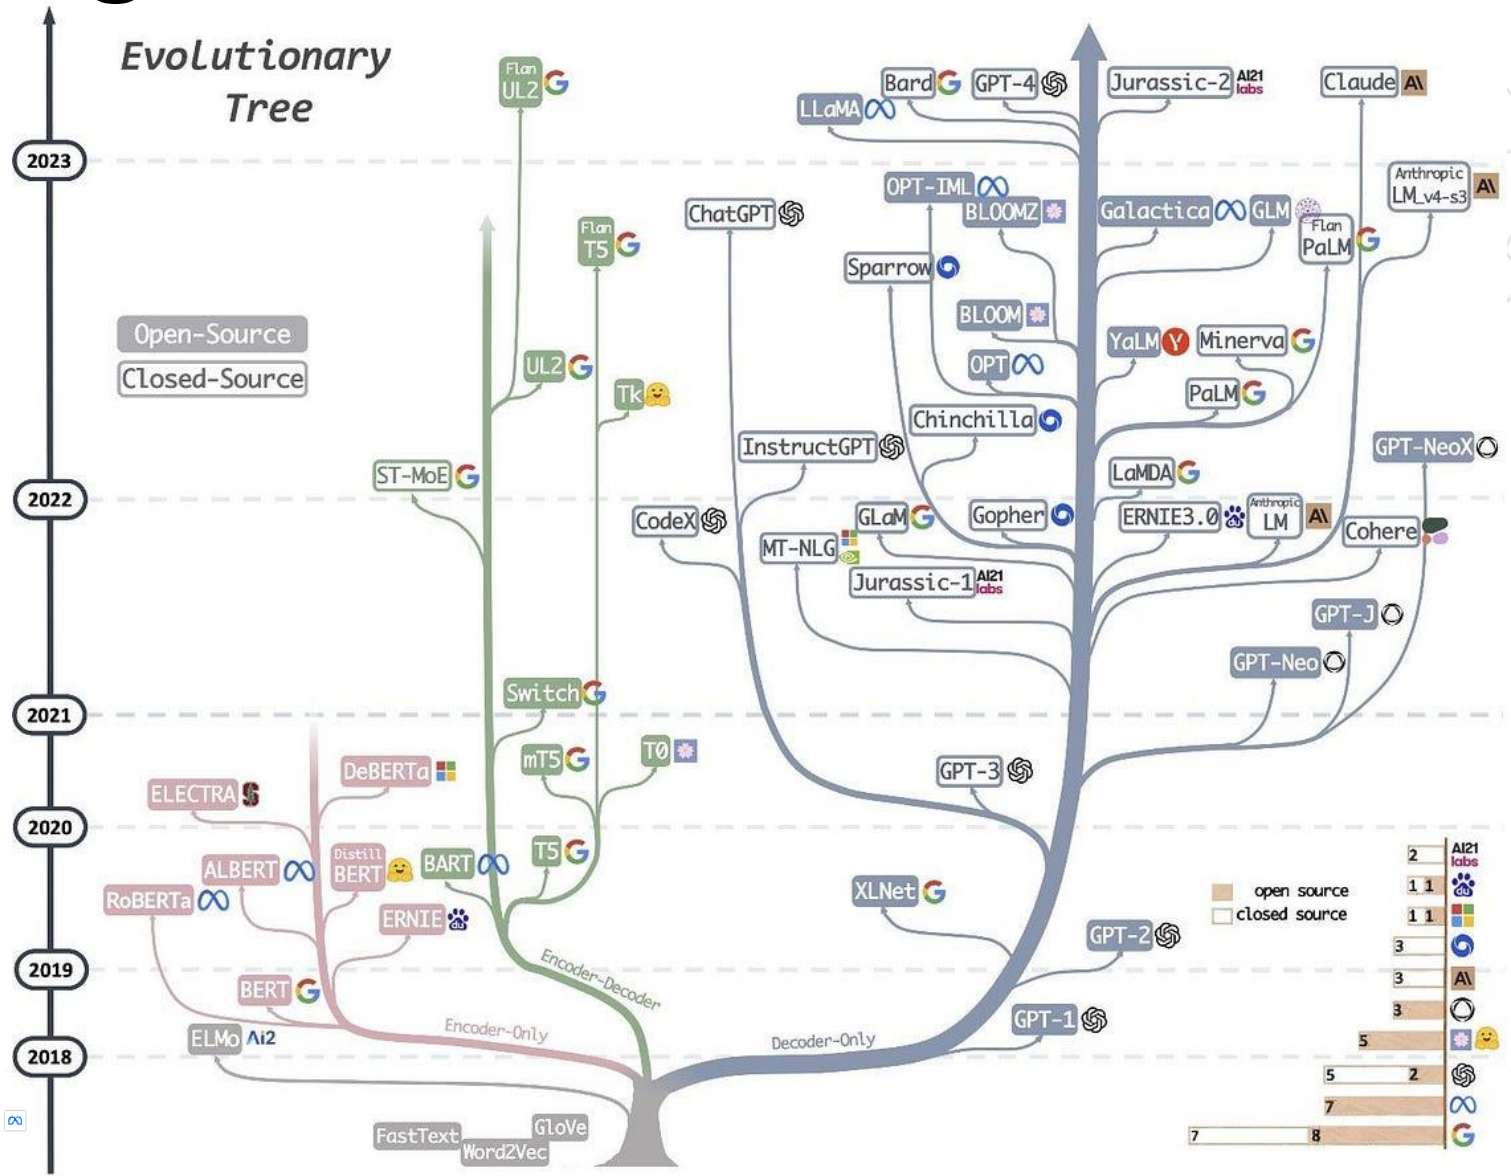 Evolutionary
Tree
2023
2022
2021
2020
2019
2018
Open-Source
Closed-Source
Flan
UL2
Flan
T5
UL2
Tk
ST-MoE
Switch
mT5
T0
T5
BART
Encoder-Decoder
DeBERTa
ELECTRA
ALBERT
Distill
BERT
RoBERTa
ERNIE
BERT
Encoder-Only
ELMo
Ai2
FastText
Word2Vec
GloVe
Bard
GPT-4
Jurassic-2
AI21
labs
Claude
A\
LLaMA
Anthropic
LM_v4-s3
A\
OPT-IML
BLOOMZ
Galactica
GLM
ChatGPT
Flan
PaLM
Sparrow
BLOOM
YaLM
Minerva
OPT
PaLM
Chinchilla
InstructGPT
GPT-NeoX
LaMDA
CodeX
GLaM
Gopher
ERNIE3.0
Anthropic
LM
A\
Cohere
MT-NLG
Jurassic-1
AI21
labs
GPT-J
GPT-Neo
GPT-3
XLNet
GPT-2
GPT-1
Decoder-Only
open source
closed source
2
AI21
labs
1 1
du
1 1
3
3
A\
3
5
5 2
7
7 8